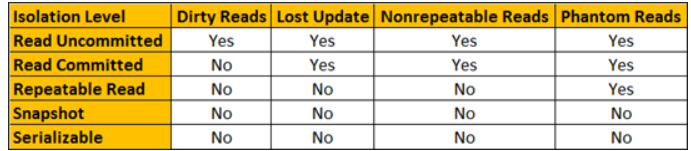 Isolation Level Dirty Reads Lost Update Nonrepeatable Reads Phantom Reads
Read Uncommitted Yes Yes Yes Yes
Read Committed No Yes Yes Yes
Repeatable Read No No No Yes
Snapshot No No No No
Serializable No No No No